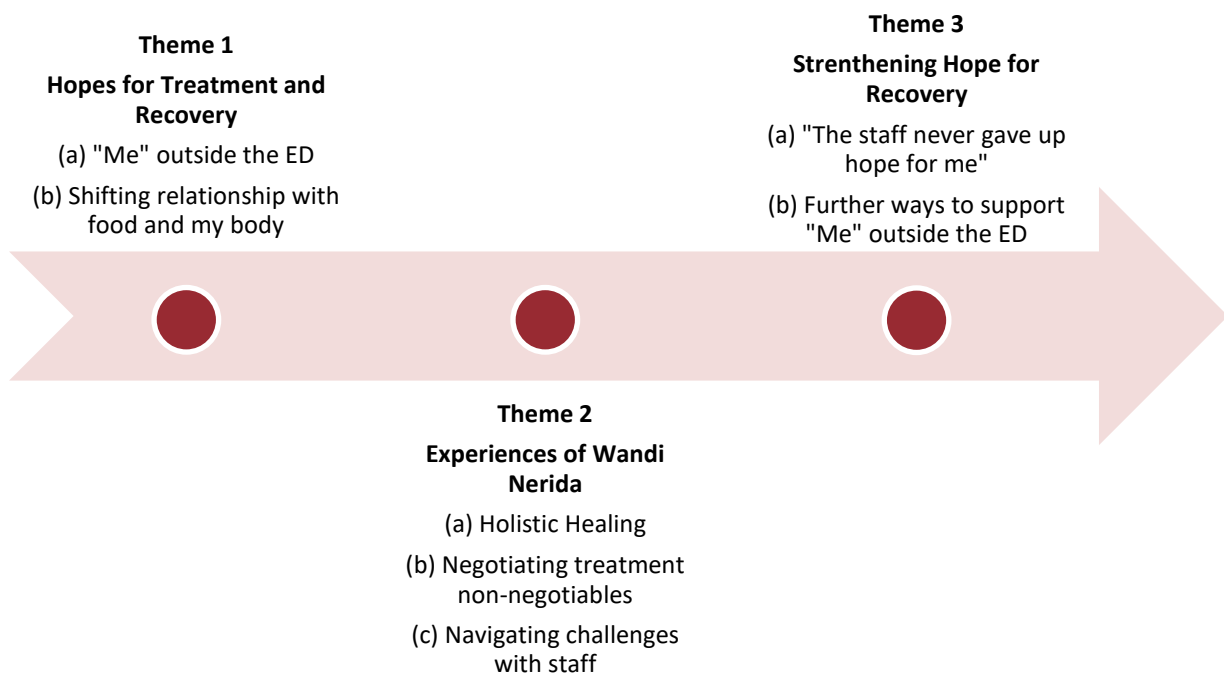 Theme 1
Hopes for Treatment and
Recovery
(a) "Me" outside the ED
(b) Shifting relationship with
food and my body
Theme 2
Experiences of Wandi
Nerida
(a) Holistic Healing
(b) Negotiating treatment
non-negotiables
(c) Navigating challenges
with staff
Theme 3
Strenthening Hope for
Recovery
(a) "The staff never gave up
hope for me"
(b) Further ways to support
"Me" outside the ED